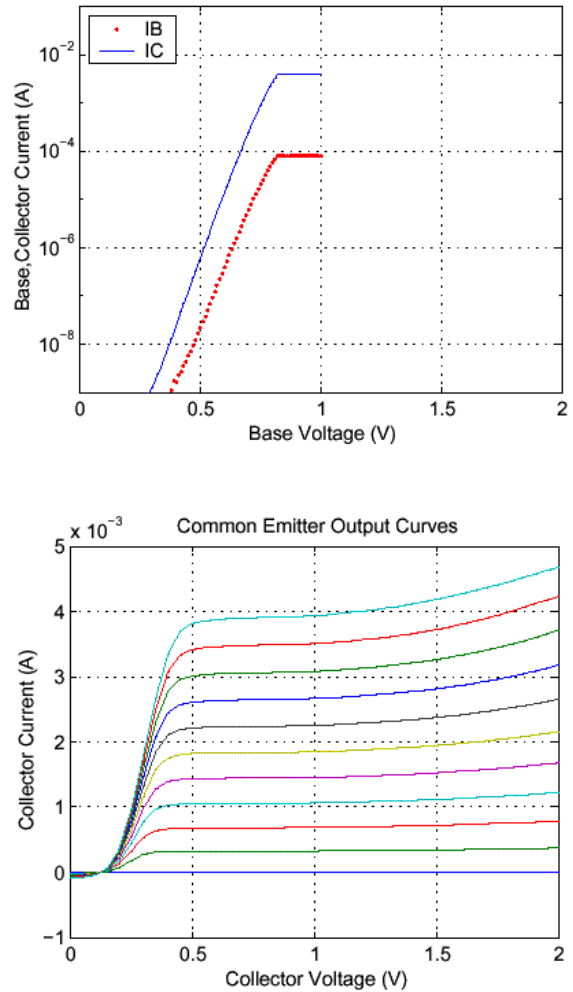 IB
IC
10^-2
10^-4
10^-6
10^-8
Base,Collector Current (A)
0 0.5 1 1.5 2
Base Voltage (V)
x 10^-3
Common Emitter Output Curves
5
4
3
2
1
0
−1
Collector Current (A)
0 0.5 1 1.5 2
Collector Voltage (V)